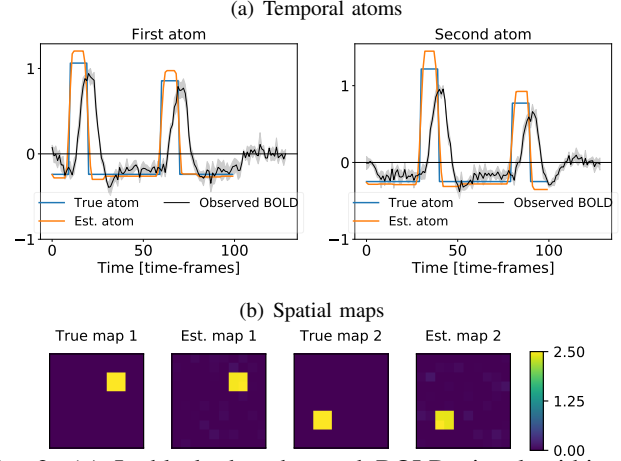 (a) Temporal atoms
First atom
Second atom
1
0
−1
1
0
−1
True atom
Est. atom
Observed BOLD
True atom
Est. atom
Observed BOLD
0 50 100
0 50 100
Time [time-frames]
Time [time-frames]
(b) Spatial maps
True map 1
Est. map 1
True map 2
Est. map 2
2.50
1.25
0.00